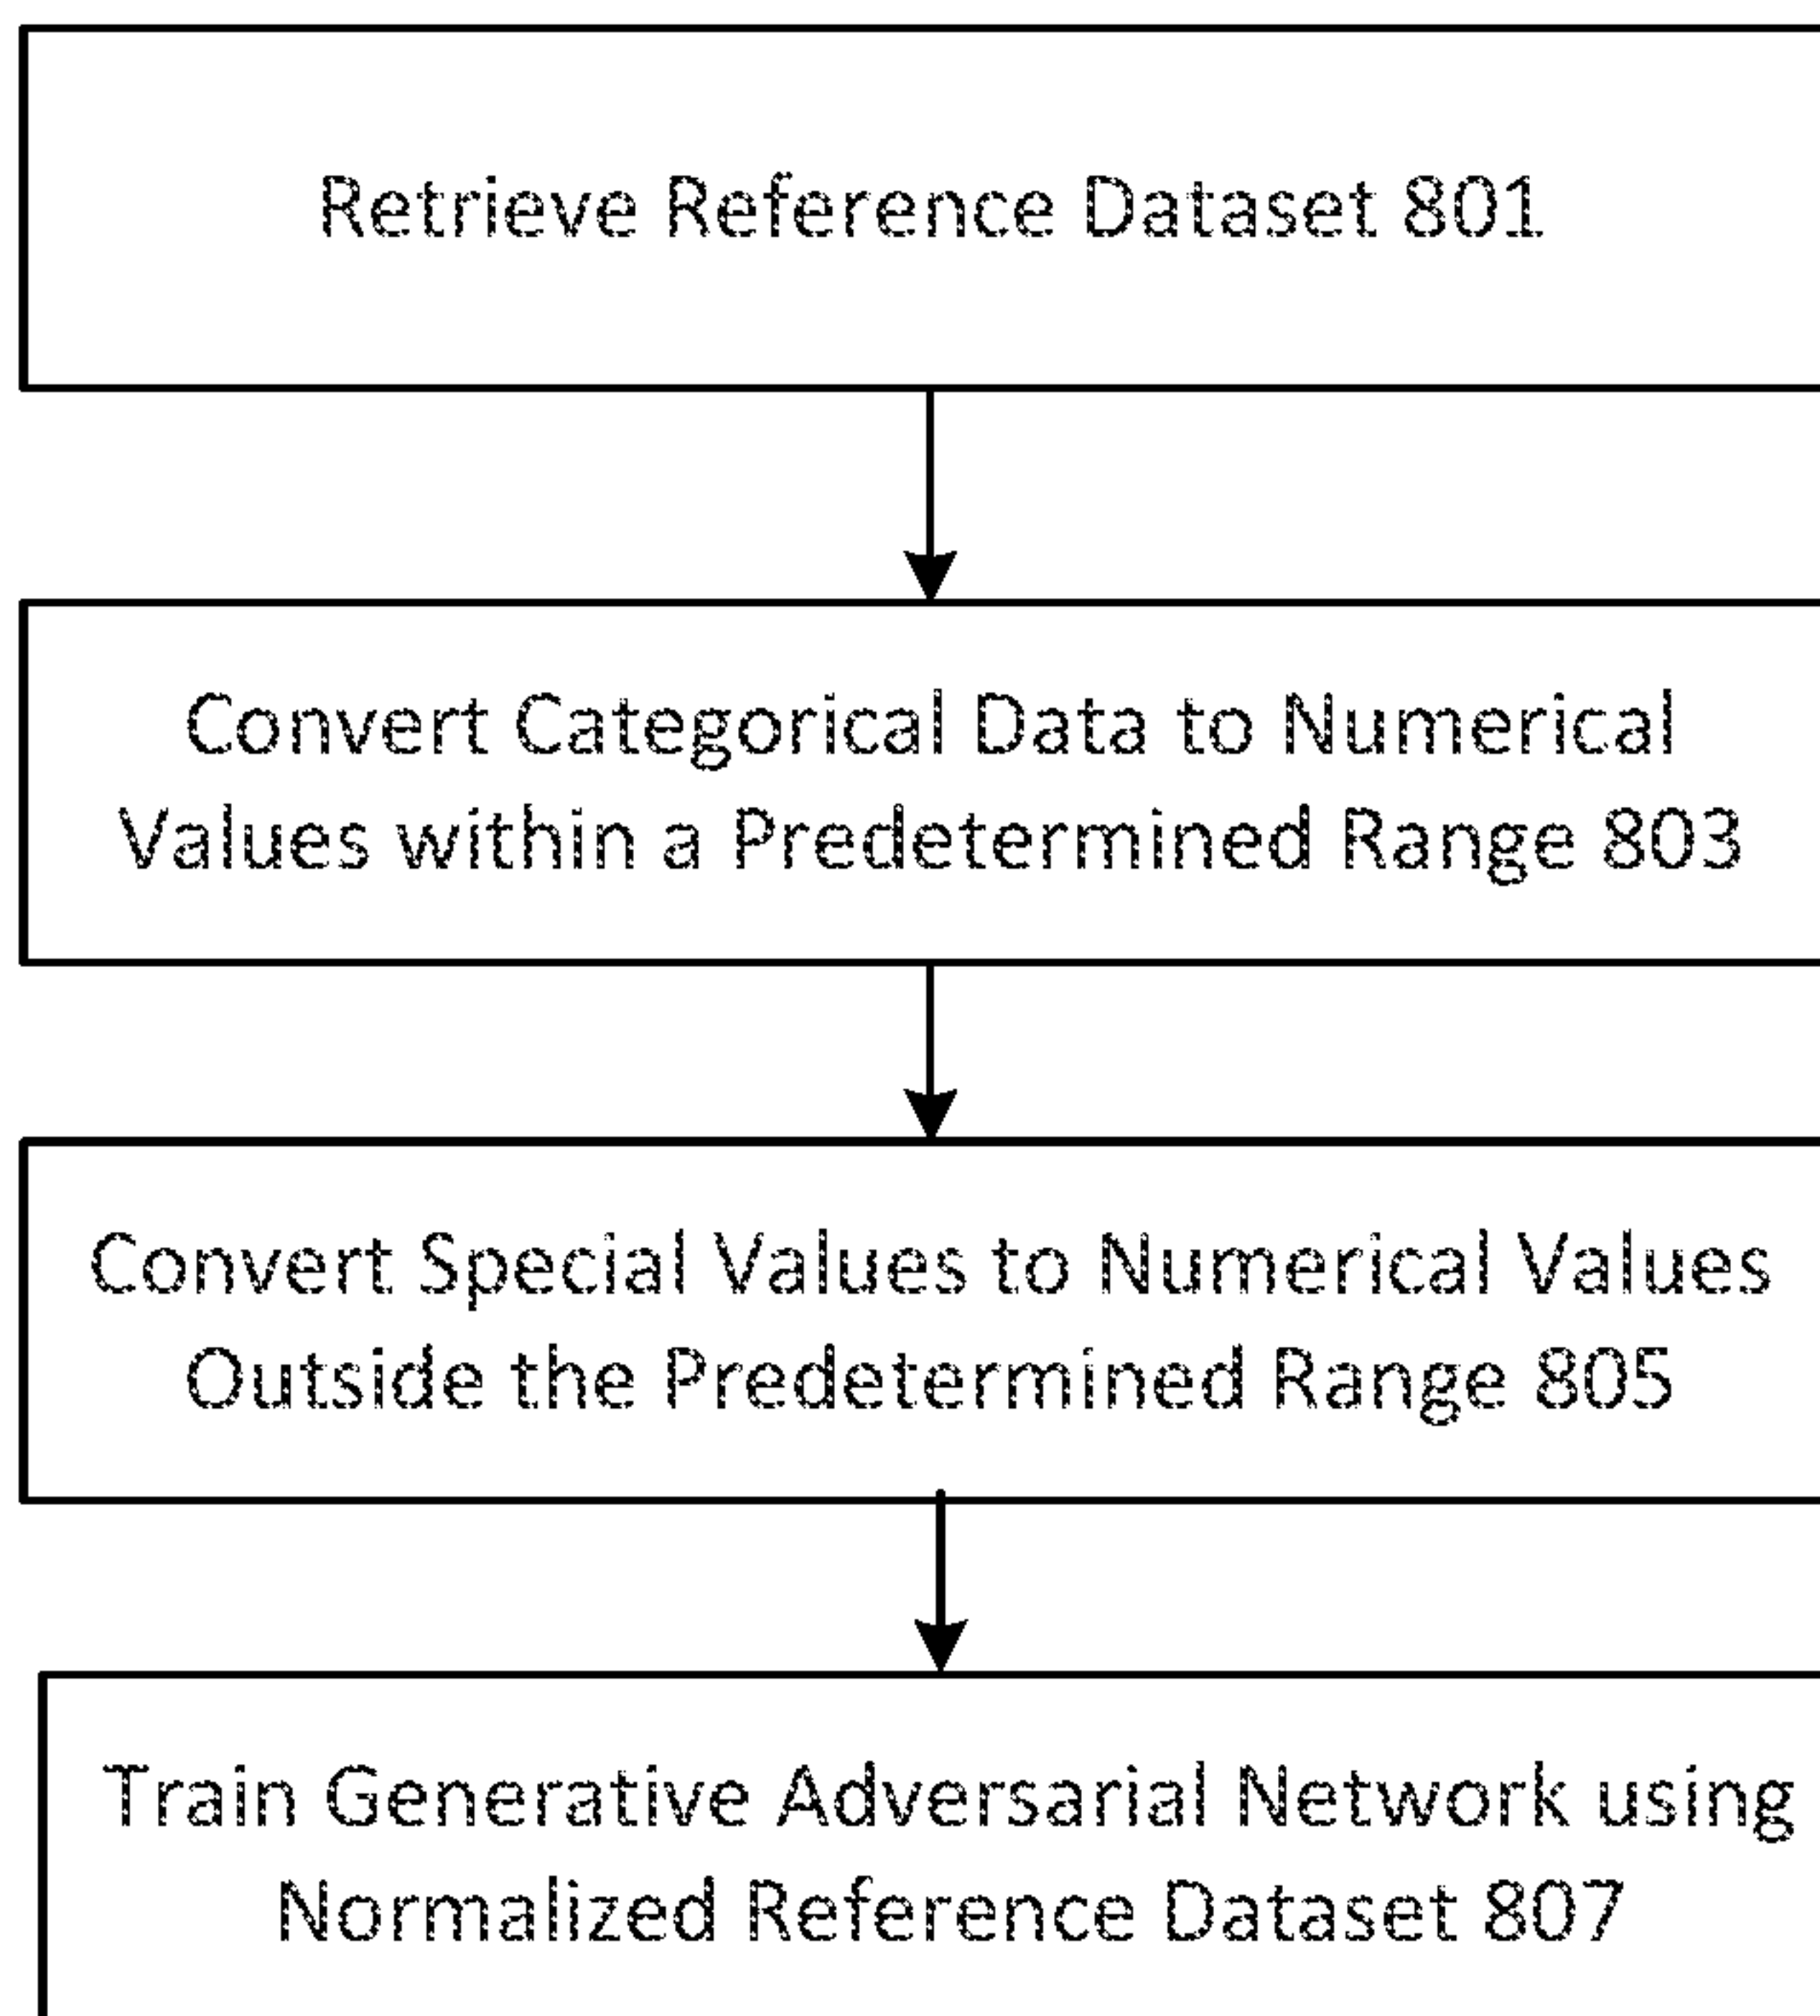 Retrieve Reference Dataset 801
Convert Categorical Data to Numerical
Values within a Predetermined Range 803
Convert Special Values to Numerical Values
Outside the Predetermined Range 805
Train Generative Adversarial Network using
Normalized Reference Dataset 807